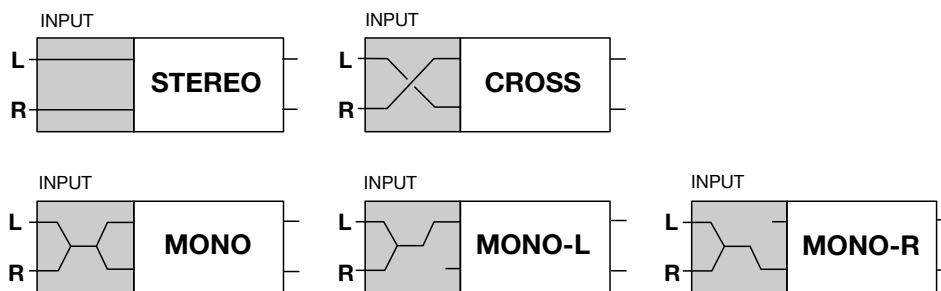 INPUT
L
R
STEREO
INPUT
L
R
CROSS
INPUT
L
R
MONO
INPUT
L
R
MONO-L
INPUT
L
R
MONO-R